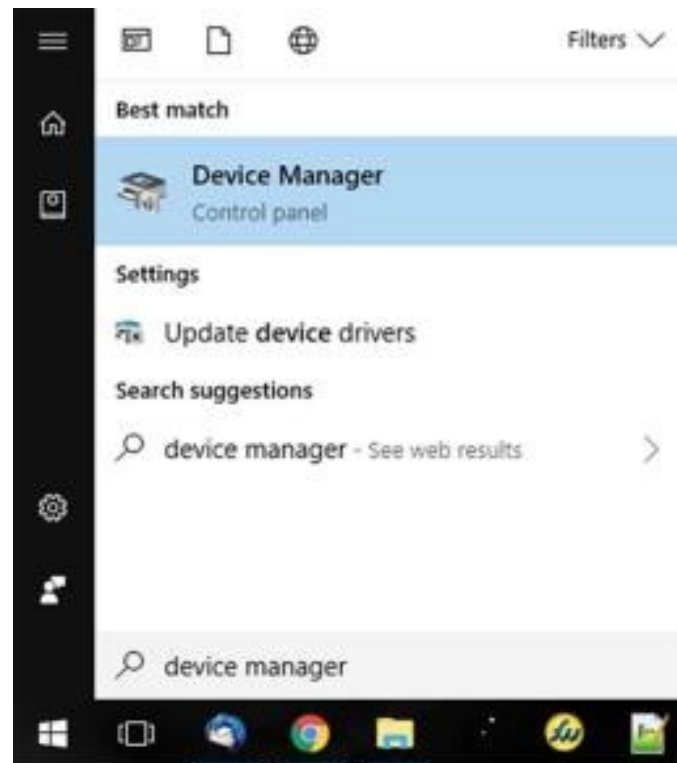 Filters
Best match
Device Manager
Control panel
Settings
Update device drivers
Search suggestions
device manager - See web results
device manager